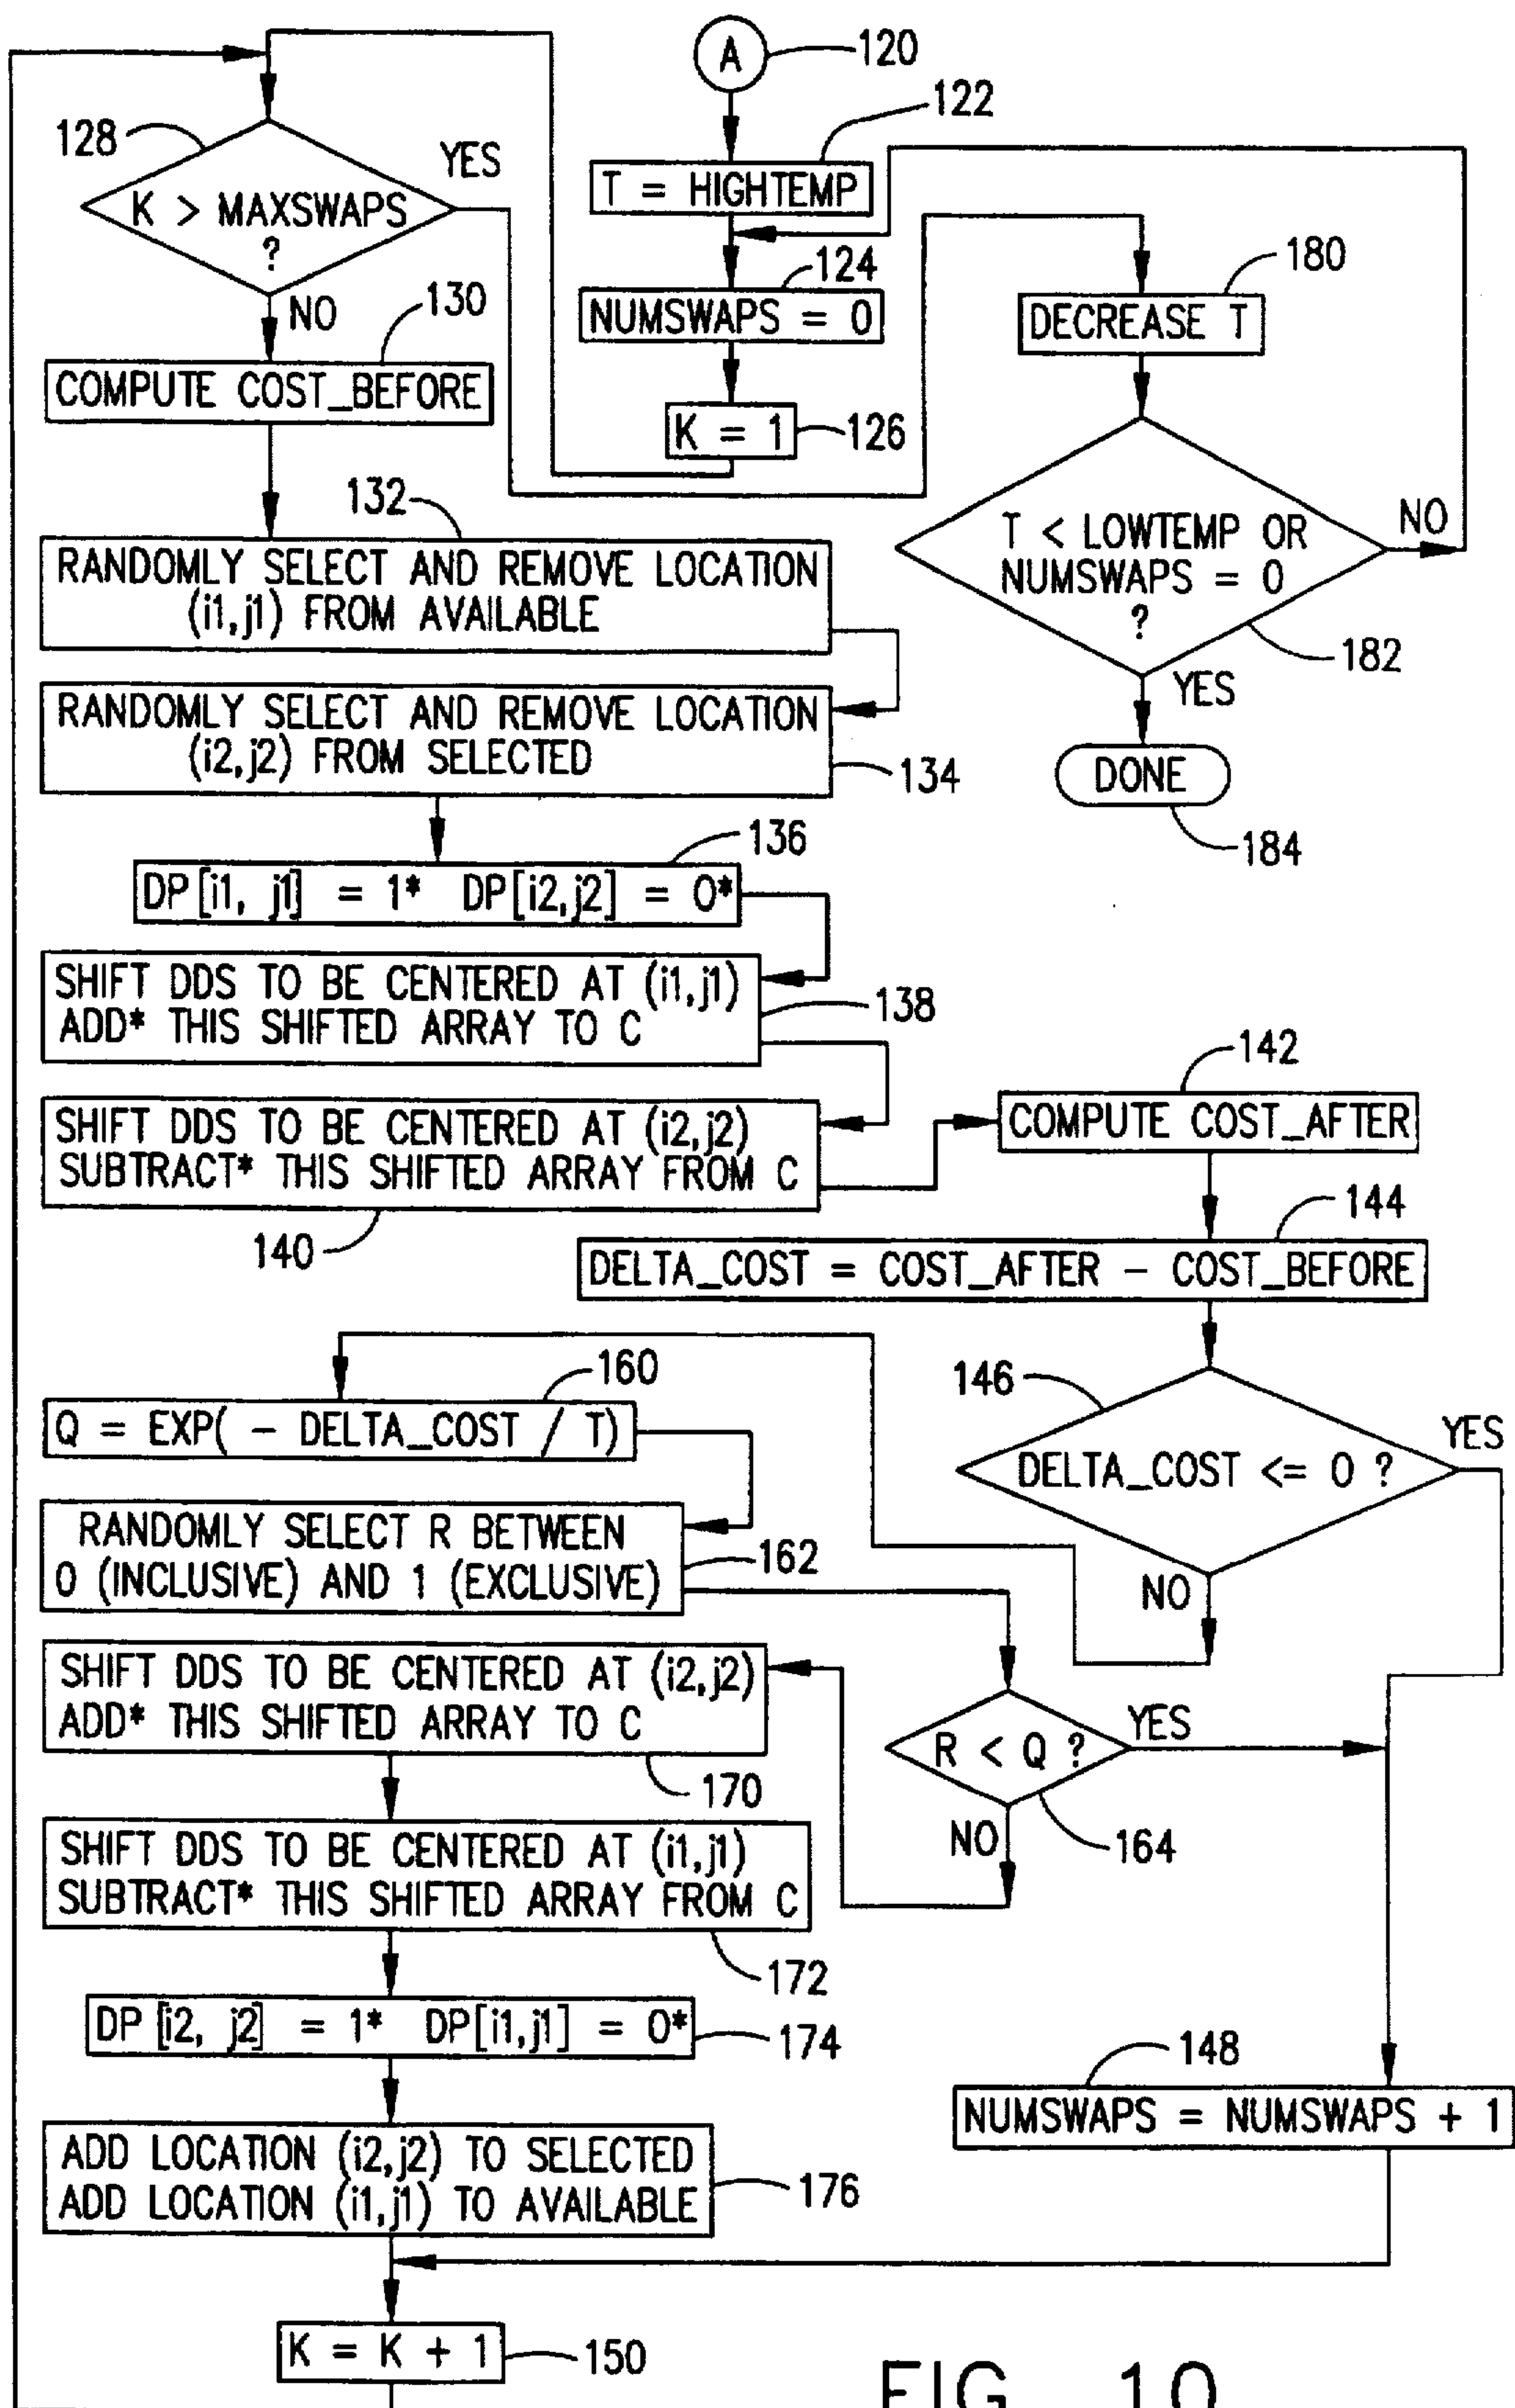 A
120
122
T = HIGHTEMP
124
NUMSWAPS = 0
K = 1
126
128
K > MAXSWAPS
?
YES
NO
130
COMPUTE COST_BEFORE
132
RANDOMLY SELECT AND REMOVE LOCATION
(i1,j1) FROM AVAILABLE
RANDOMLY SELECT AND REMOVE LOCATION
(i2,j2) FROM SELECTED
134
136
DP[i1, j1] = 1* DP[i2,j2] = 0*
SHIFT DDS TO BE CENTERED AT (i1,j1)
ADD* THIS SHIFTED ARRAY TO C
138
SHIFT DDS TO BE CENTERED AT (i2,j2)
SUBTRACT* THIS SHIFTED ARRAY FROM C
140
142
COMPUTE COST_AFTER
144
DELTA_COST = COST_AFTER - COST_BEFORE
146
DELTA_COST <= 0 ?
YES
NO
160
Q = EXP( - DELTA_COST / T)
RANDOMLY SELECT R BETWEEN
0 (INCLUSIVE) AND 1 (EXCLUSIVE)
162
R < Q ?
YES
NO
164
SHIFT DDS TO BE CENTERED AT (i2,j2)
ADD* THIS SHIFTED ARRAY TO C
170
SHIFT DDS TO BE CENTERED AT (i1,j1)
SUBTRACT* THIS SHIFTED ARRAY FROM C
172
DP [i2, j2] = 1* DP[i1,j1] = 0*
174
ADD LOCATION (i2,j2) TO SELECTED
ADD LOCATION (i1,j1) TO AVAILABLE
176
148
NUMSWAPS = NUMSWAPS + 1
K = K + 1
150
180
DECREASE T
T < LOWTEMP OR
NUMSWAPS = 0
?
NO
182
YES
DONE
184
FIG. 10